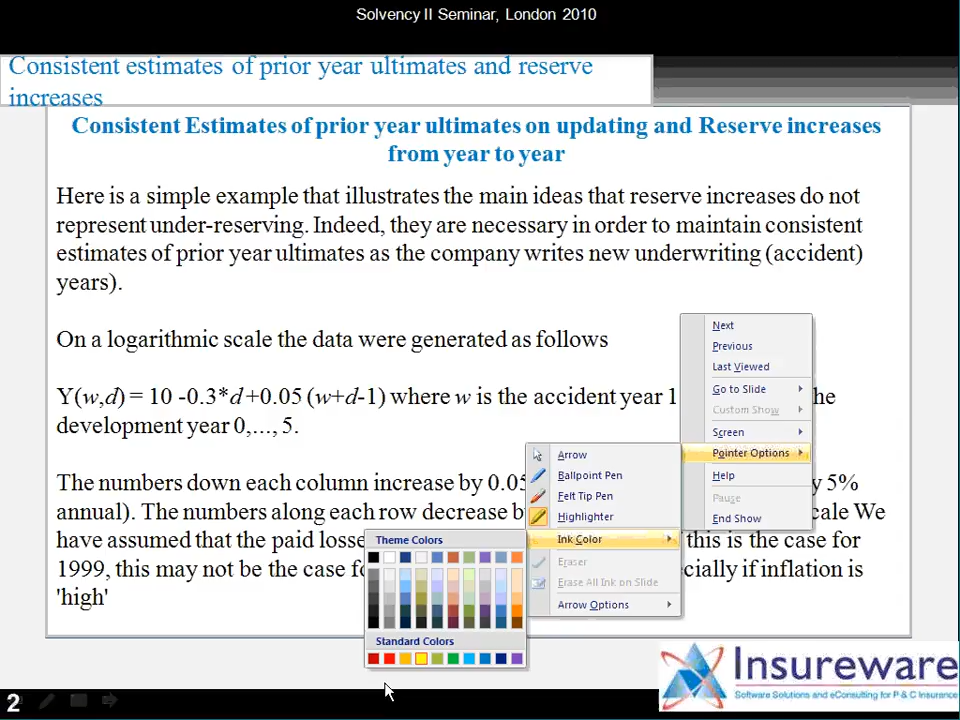 Solvency II Seminar, London 2010
Consistent estimates of prior year ultimates and reserve
increases
Consistent Estimates of prior year ultimates on updating and Reserve increases
from year to year
Here is a simple example that illustrates the main ideas that reserve increases do not
represent under-reserving. Indeed, they are necessary in order to maintain consistent
estimates of prior year ultimates as the company writes new underwriting (accident)
years).
On a logarithmic scale the data were generated as follows
Y(w,d) = 10 -0.3*d +0.05 (w+d-1) where w is the accident year 1
he
development year 0,..., 5.
The numbers down each column increase by 0.05
y 5%
annual). The numbers along each row decrease b
cale We
have assumed that the paid losse
this is the case for
1999, this may not be the case fo
cially if inflation is
'high'
Next
Previous
Last Viewed
Go to Slide
Custom Show
Screen
Pointer Options
Help
Pause
End Show
Arrow
Ballpoint Pen
Felt Tip Pen
Highlighter
Ink Color
Eraser
Erase All Ink on Slide
Arrow Options
Theme Colors
Standard Colors
Insureware
Software Solutions and eConsulting for P & C Insurance
2